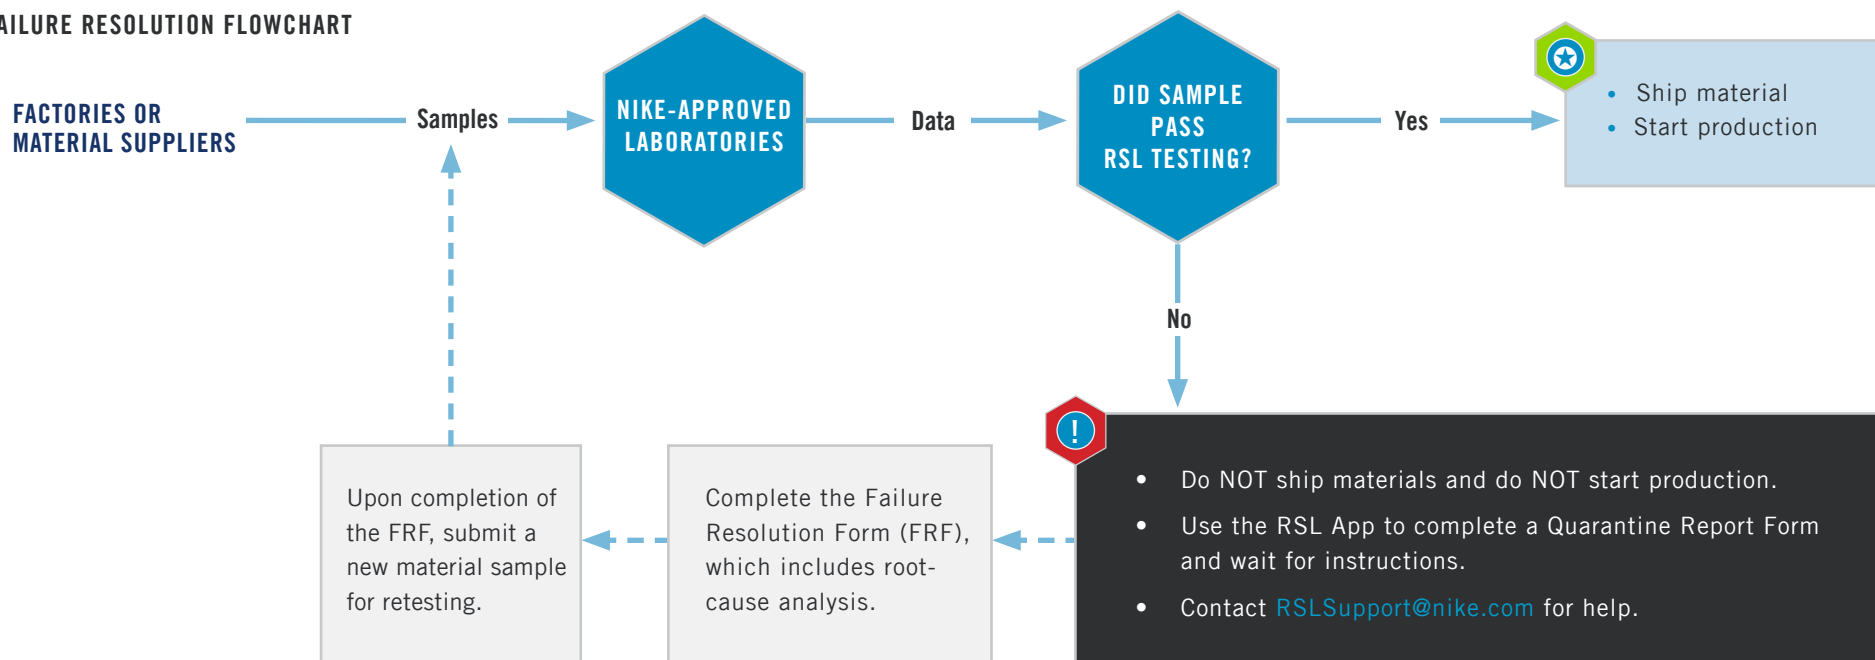 AILURE RESOLUTION FLOWCHART
FACTORIES OR
MATERIAL SUPPLIERS
Samples
NIKE-APPROVED
LABORATORIES
Data
DID SAMPLE
PASS
RSL TESTING?
Yes
• Ship material
• Start production
No
• Do NOT ship materials and do NOT start production.
• Use the RSL App to complete a Quarantine Report Form
and wait for instructions.
• Contact RSLSupport@nike.com for help.
Complete the Failure
Resolution Form (FRF),
which includes root-
cause analysis.
Upon completion of
the FRF, submit a
new material sample
for retesting.